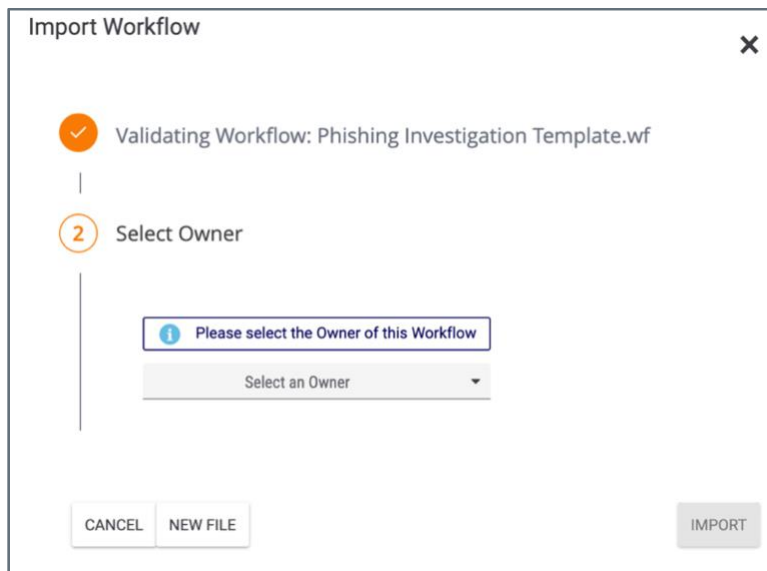 Import Workflow
Validating Workflow: Phishing Investigation Template.wf
2 Select Owner
Please select the Owner of this Workflow
Select an Owner
CANCEL NEW FILE IMPORT